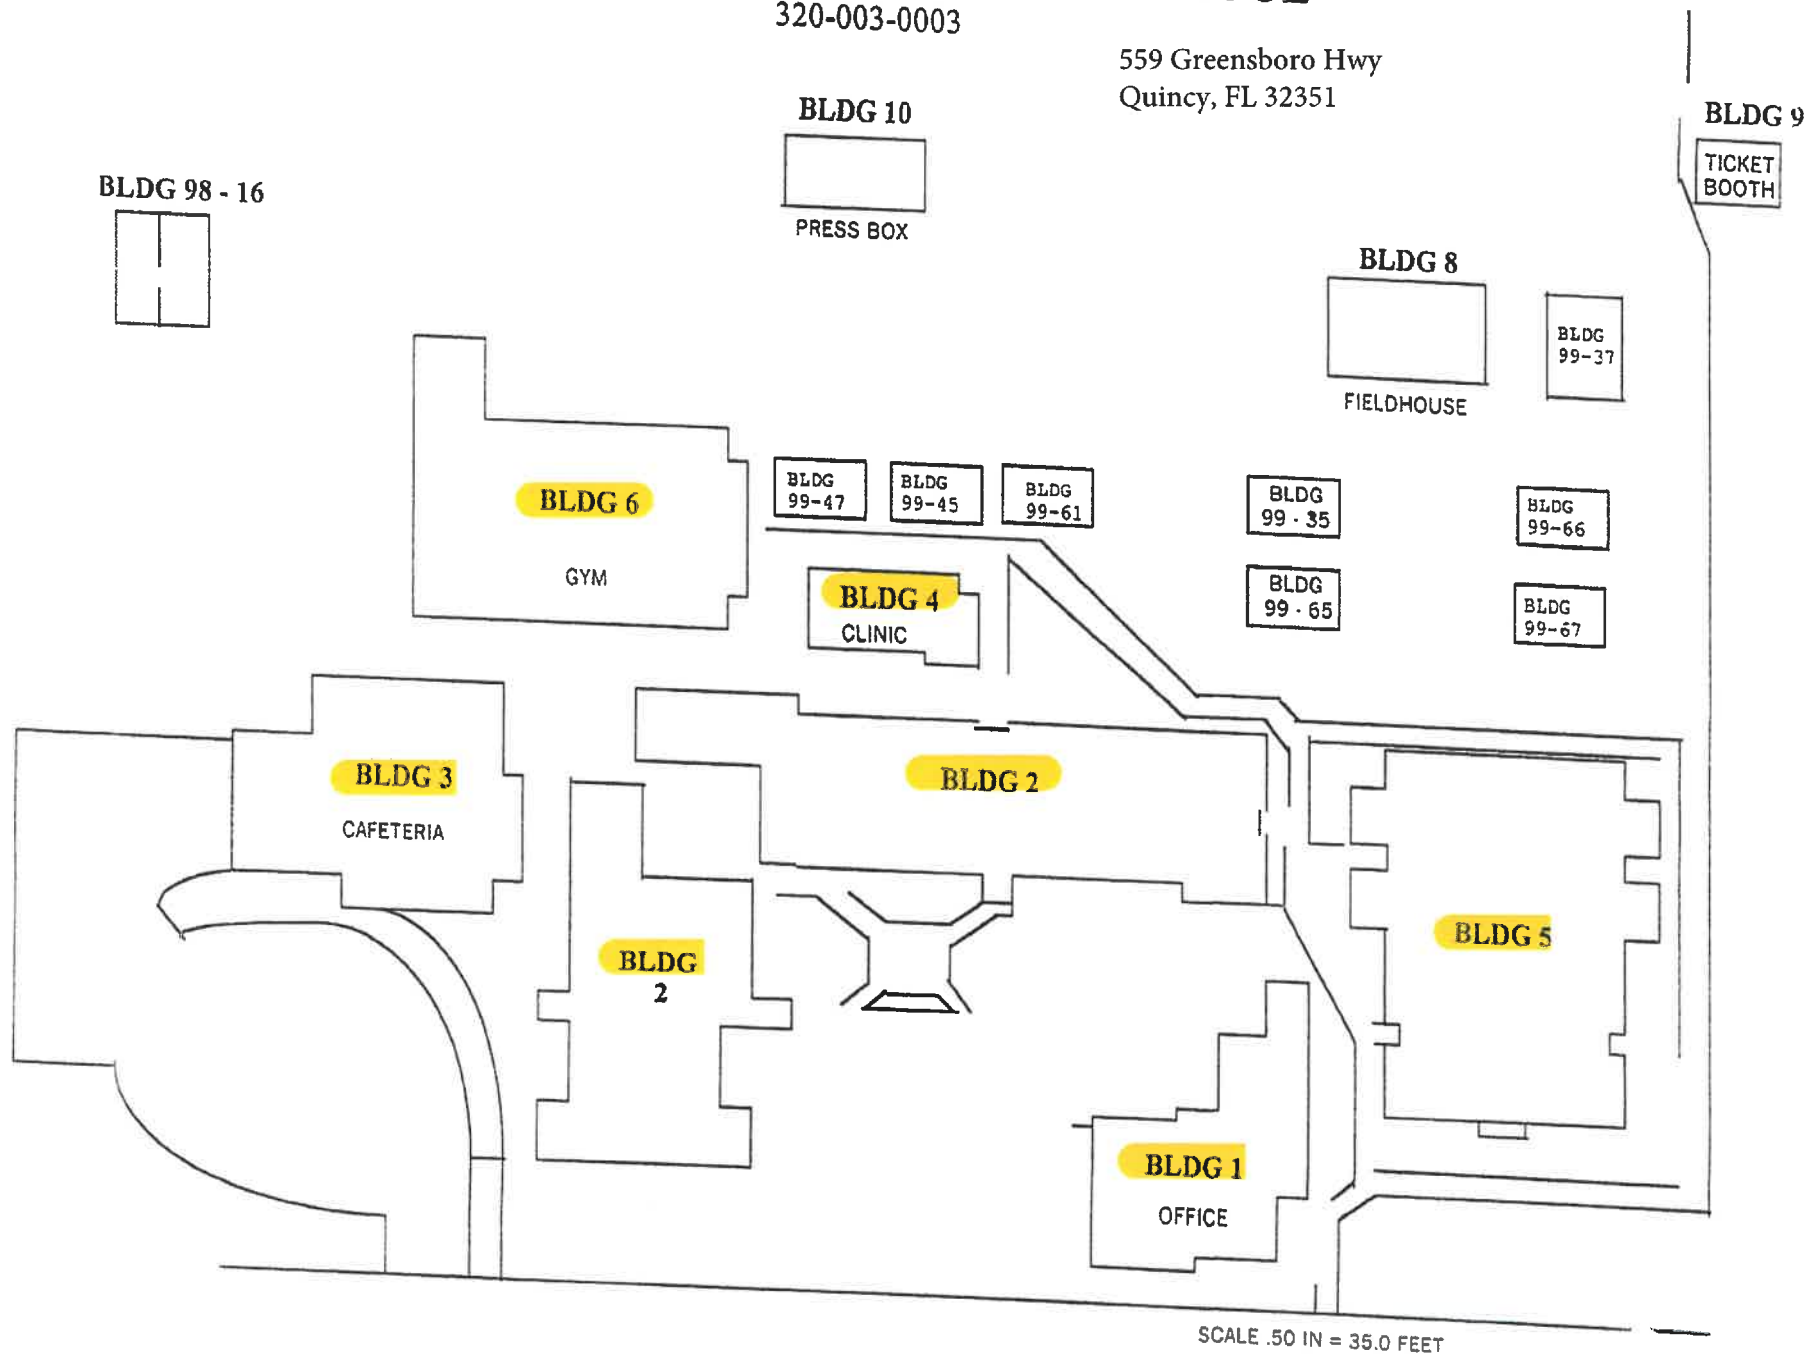 320-003-0003
559 Greensboro Hwy
Quincy, FL 32351
BLDG 10
PRESS BOX
BLDG 9
TICKET
BOOTH
BLDG 98 - 16
BLDG 8
FIELDHOUSE
BLDG
99-37
BLDG 6
GYM
BLDG
99-47
BLDG
99-45
BLDG
99-61
BLDG
99 · 35
BLDG
99-66
BLDG 4
CLINIC
BLDG
99 · 65
BLDG
99-67
BLDG 3
CAFETERIA
BLDG 2
BLDG
2
BLDG 5
BLDG 1
OFFICE
SCALE .50 IN = 35.0 FEET